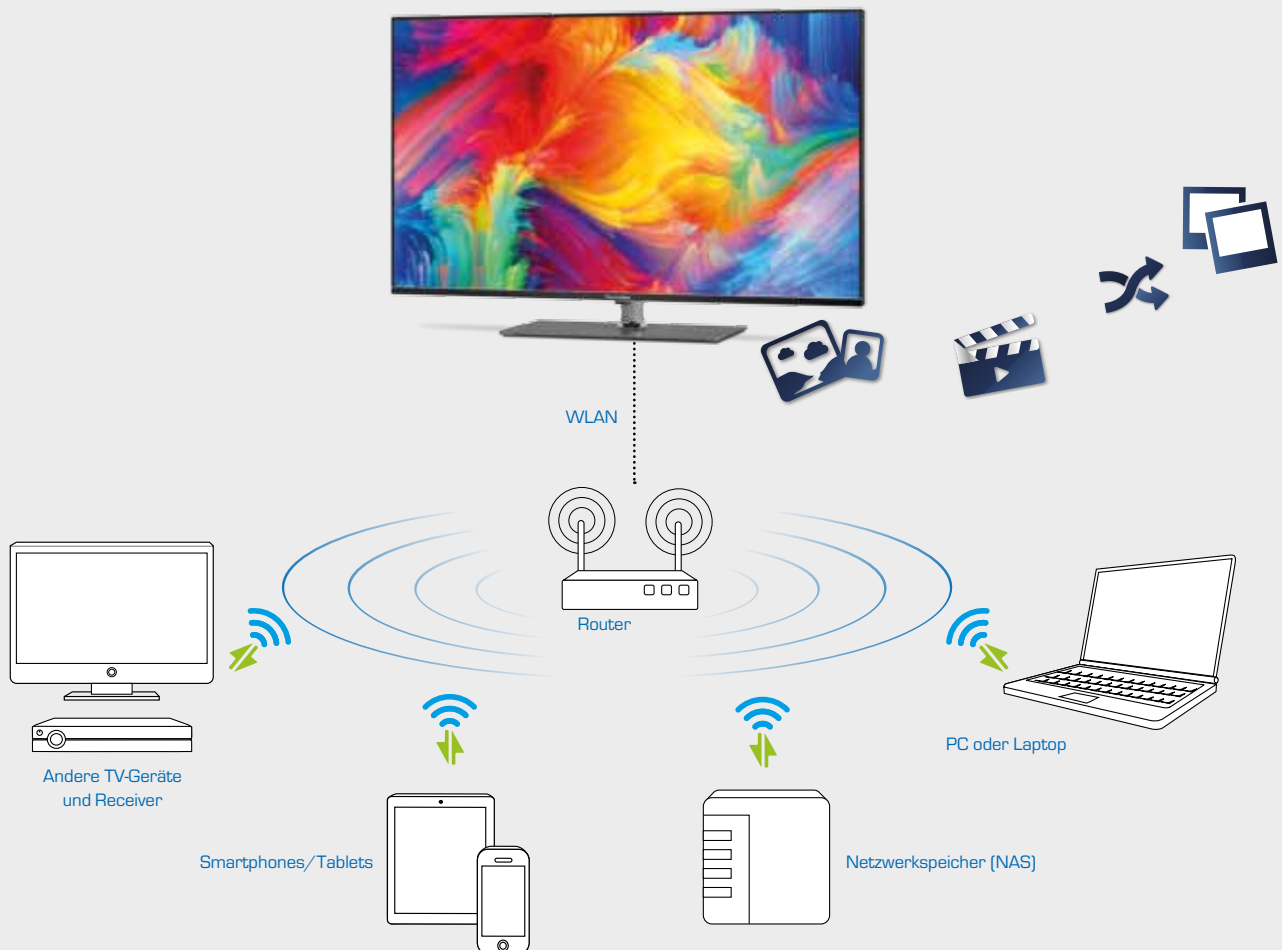 WLAN
Router
PC oder Laptop
Andere TV-Geräte
und Receiver
Smartphones/Tablets
Netzwerkspeicher (NAS)